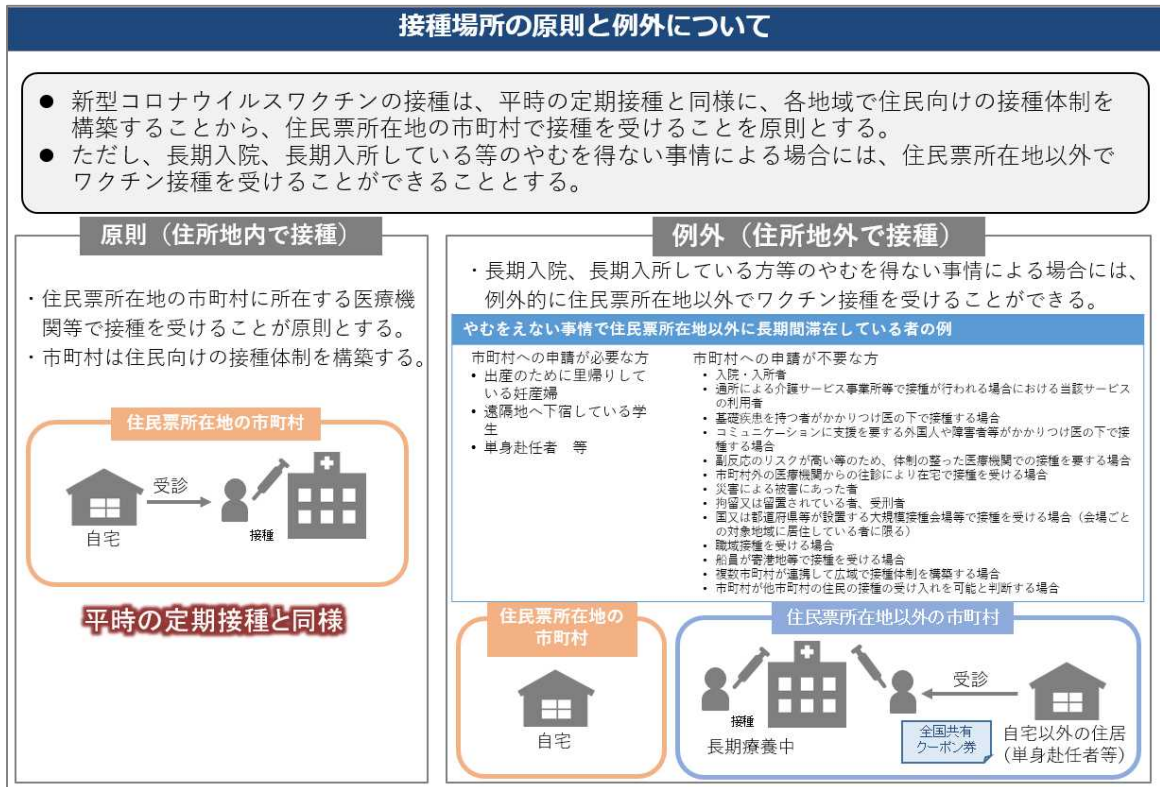 接種場所の原則と例外について
● 新型コロナウイルスワクチンの接種は、平時の定期接種と同様に、各地域で住民向けの接種体制を
構築することから、住民票所在地の市町村で接種を受けることを原則とする。
● ただし、長期入院、長期入所している等のやむを得ない事情による場合には、住民票所在地以外で
ワクチン接種を受けることができることとする。
原則（住所地内で接種）
・住民票所在地の市町村に所在する医療機
関等で接種を受けることが原則とする。
・市町村は住民向けの接種体制を構築する。
住民票所在地の市町村
受診
自宅
接種
平時の定期接種と同様
例外（住所地外で接種）
・長期入院、長期入所している方等のやむを得ない事情による場合には、
例外的に住民票所在地以外でワクチン接種を受けることができる。
やむをえない事情で住民票所在地以外に長期間滞在している者の例
市町村への申請が必要な方
• 出産のために里帰りして
いる妊産婦
• 遠隔地へ下宿している学
生
• 単身赴任者 等
市町村への申請が不要な方
• 入院・入所者
• 通所による介護サービス事業所等で接種が行われる場合における当該サービス
の利用者
• 基礎疾患を持つ者がかかりつけ医の下で接種する場合
• コミュニケーションに支援を要する外国人や障害者等がかかりつけ医の下で接
種する場合
• 副反応のリスクが高い等のため、体制の整った医療機関での接種を要する場合
• 市町村外の医療機関からの往診により在宅で接種を受ける場合
• 災害による被害にあった者
• 拘留又は留置されている者、受刑者
• 国又は都道府県等が設置する大規模接種会場等で接種を受ける場合（会場ごと
の対象地域に居住している者に限る）
• 職域接種を受ける場合
• 船員が寄港地等で接種を受ける場合
• 複数市町村が連携して広域で接種体制を構築する場合
• 市町村が他市町村の住民の接種の受け入れを可能と判断する場合
住民票所在地の
市町村
自宅
住民票所在地以外の市町村
接種
長期療養中
受診
全国共有
クーポン券
自宅以外の住居
(単身赴任者等)